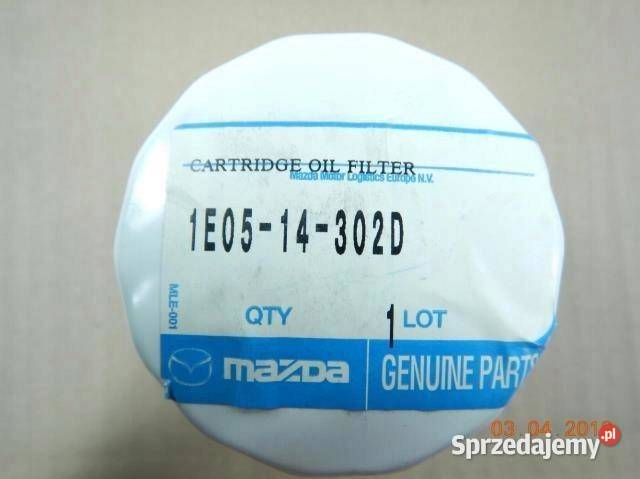 CARTRIDGE OIL FILTER
Mazda Motor Logistics Europe N.V.
1E05-14-302D
MLE-001
QTY 1 LOT
mazda GENUINE PARTS
03 04
Sprzedajemy.pl